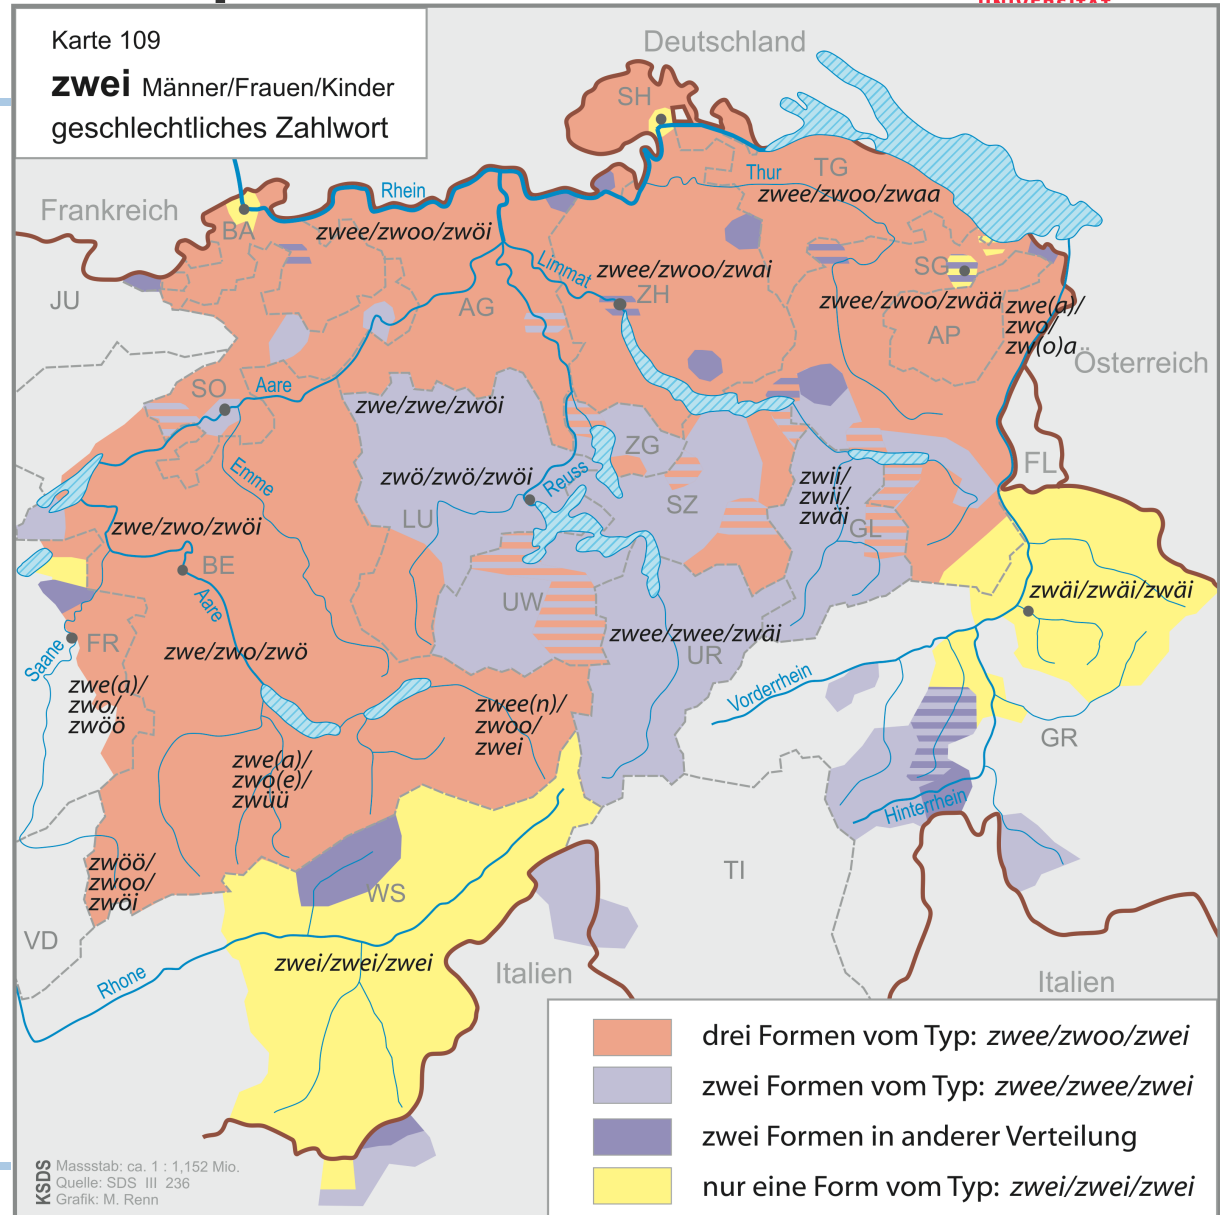 UNIVERSITÄT
Karte 109
zwei Männer/Frauen/Kinder
geschlechtliches Zahlwort
Deutschland
SH
Frankreich
Rhein
Thur
TG
zwee/zwoo/zwaa
BA
zwee/zwoo/zwöi
Limmat
zwee/zwoo/zwai
SG
JU
AG
ZH
zwee/zwoo/zwää
zwe(a)/
zwo/
zw(o)a
AP
Österreich
SO
Aare
zwe/zwe/zwöi
ZG
FL
Emme
zwö/zwö/zwöi
Reuss
zwii/
zwii/
zwäi
LU
SZ
GL
zwe/zwo/zwöi
BE
Aare
UW
zwäi/zwäi/zwäi
FR
Saane
zwe/zwo/zwö
zwee/zwee/zwäi
UR
Vorderrhein
zwe(a)/
zwo/
zwöö
zwee(n)/
zwoo/
zwei
GR
zwe(a)/
zwo(e)/
zwüü
Hinterrhein
zwöö/
zwoo/
zwöi
WS
TI
VD
zwei/zwei/zwei
Rhone
Italien
Italien
drei Formen vom Typ: zwee/zwoo/zwei
zwei Formen vom Typ: zwee/zwee/zwei
zwei Formen in anderer Verteilung
nur eine Form vom Typ: zwei/zwei/zwei
KSDS
Massstab: ca. 1 : 1,152 Mio.
Quelle: SDS III 236
Grafik: M. Renn